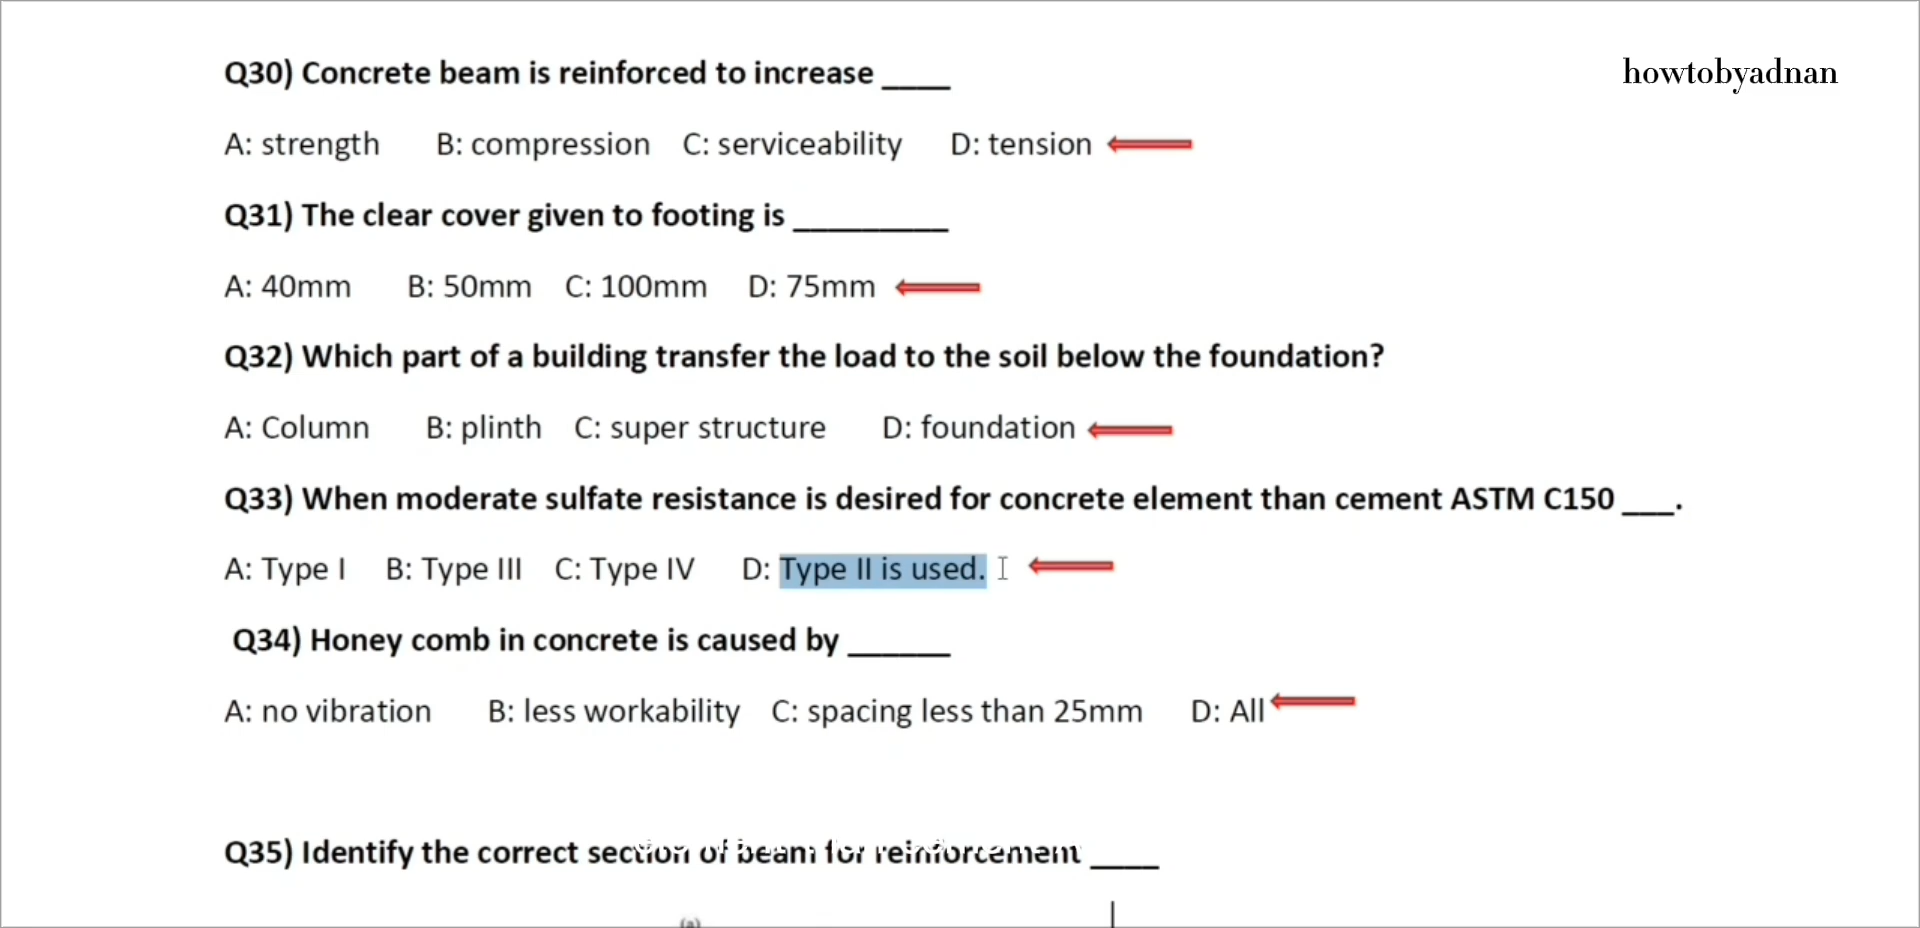 howtobyadnan
Q30) Concrete beam is reinforced to increase ____
A: strength B: compression C: serviceability D: tension
Q31) The clear cover given to footing is _________
A: 40mm B: 50mm C: 100mm D: 75mm
Q32) Which part of a building transfer the load to the soil below the foundation?
A: Column B: plinth C: super structure D: foundation
Q33) When moderate sulfate resistance is desired for concrete element than cement ASTM C150 ___.
A: Type I B: Type III C: Type IV D: Type II is used.
Q34) Honey comb in concrete is caused by ______
A: no vibration B: less workability C: spacing less than 25mm D: All
Q35) Identify the correct section of beam for reinforcement ____